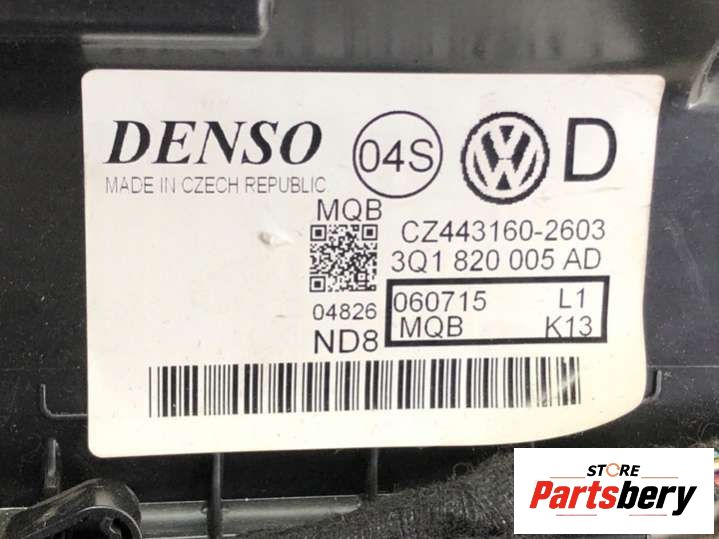 DENSO 04S VW D
MADE IN CZECH REPUBLIC
MQB
CZ443160-2603
3Q1 820 005 AD
04826
060715 L1
ND8
MQB K13
STORE
Partsbery